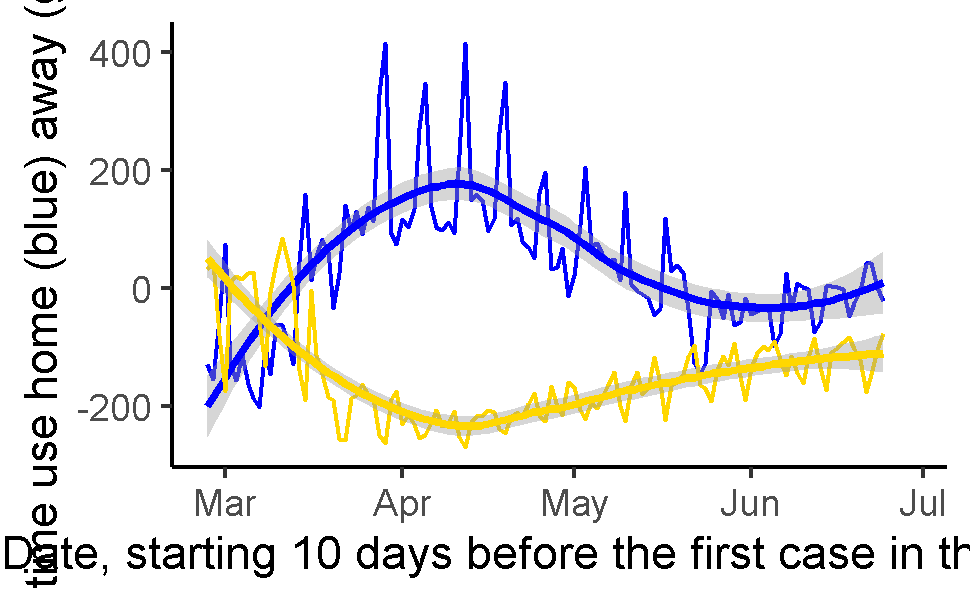 time use home (blue) away (
400
200
0
-200
Mar Apr May Jun Jul
Date, starting 10 days before the first case in th